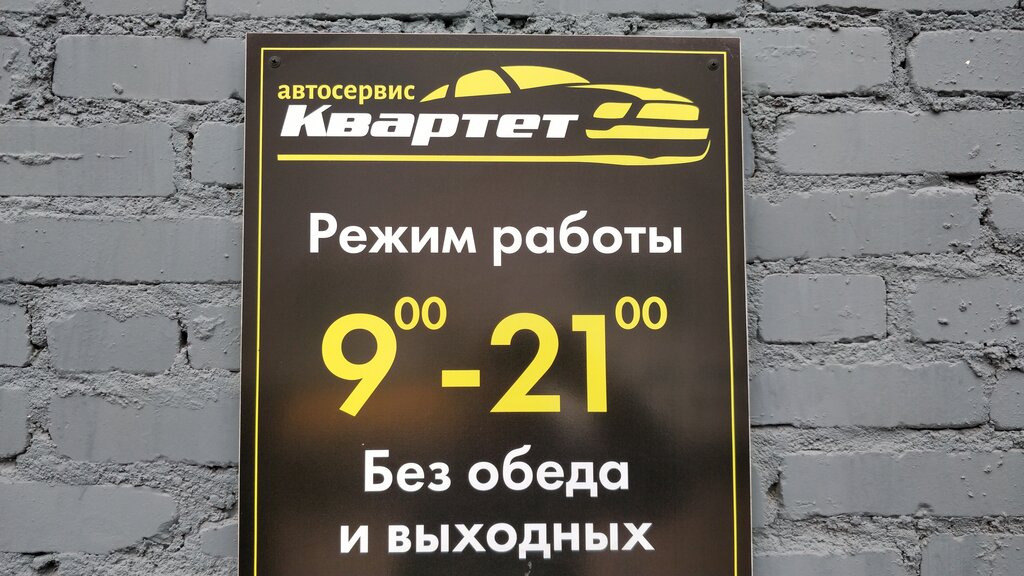 автосервис
Квартет
Режим работы
9⁰⁰ - 21⁰⁰
Без обеда
и выходных